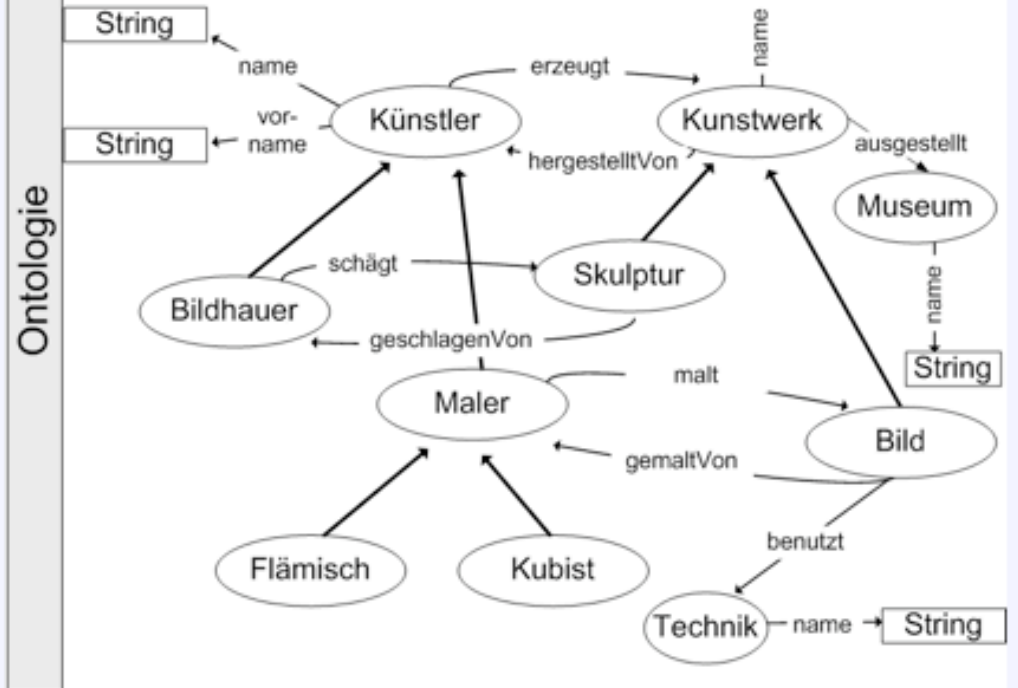 Ontologie
String
name
name
erzeugt
Künstler
Kunstwerk
vor-
name
String
hergestelltVon
ausgestellt
Museum
schägt
Skulptur
Bildhauer
name
geschlagenVon
String
malt
Maler
Bild
gemaltVon
benutzt
Flämisch
Kubist
Technik
name
String